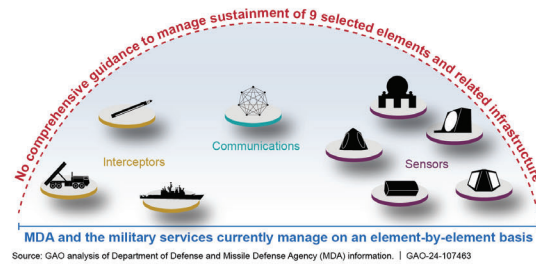 No comprehensive guidance to manage sustainment of 9 selected elements and related infrastructure
Communications
Interceptors
Sensors
MDA and the military services currently manage on an element-by-element basis
Source: GAO analysis of Department of Defense and Missile Defense Agency (MDA) information. | GAO-24-107463